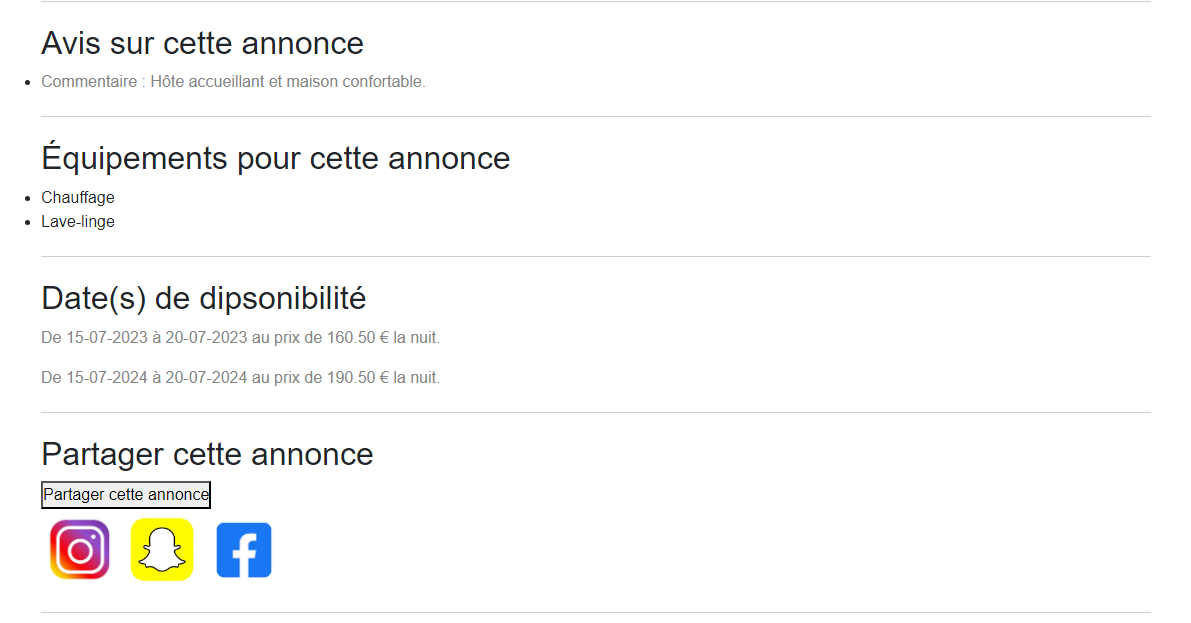 Avis sur cette annonce
Commentaire : Hôte accueillant et maison confortable.
Équipements pour cette annonce
Chauffage
Lave-linge
Date(s) de dipsonibilité
De 15-07-2023 à 20-07-2023 au prix de 160.50 € la nuit.
De 15-07-2024 à 20-07-2024 au prix de 190.50 € la nuit.
Partager cette annonce
Partager cette annonce